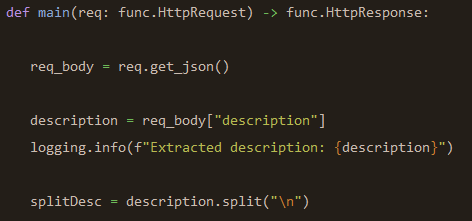 def main(req: func.HttpRequest) -> func.HttpResponse:
req_body = req.get_json()
description = req_body["description"]
logging.info(f"Extracted description: {description}")
splitDesc = description.split("\n")